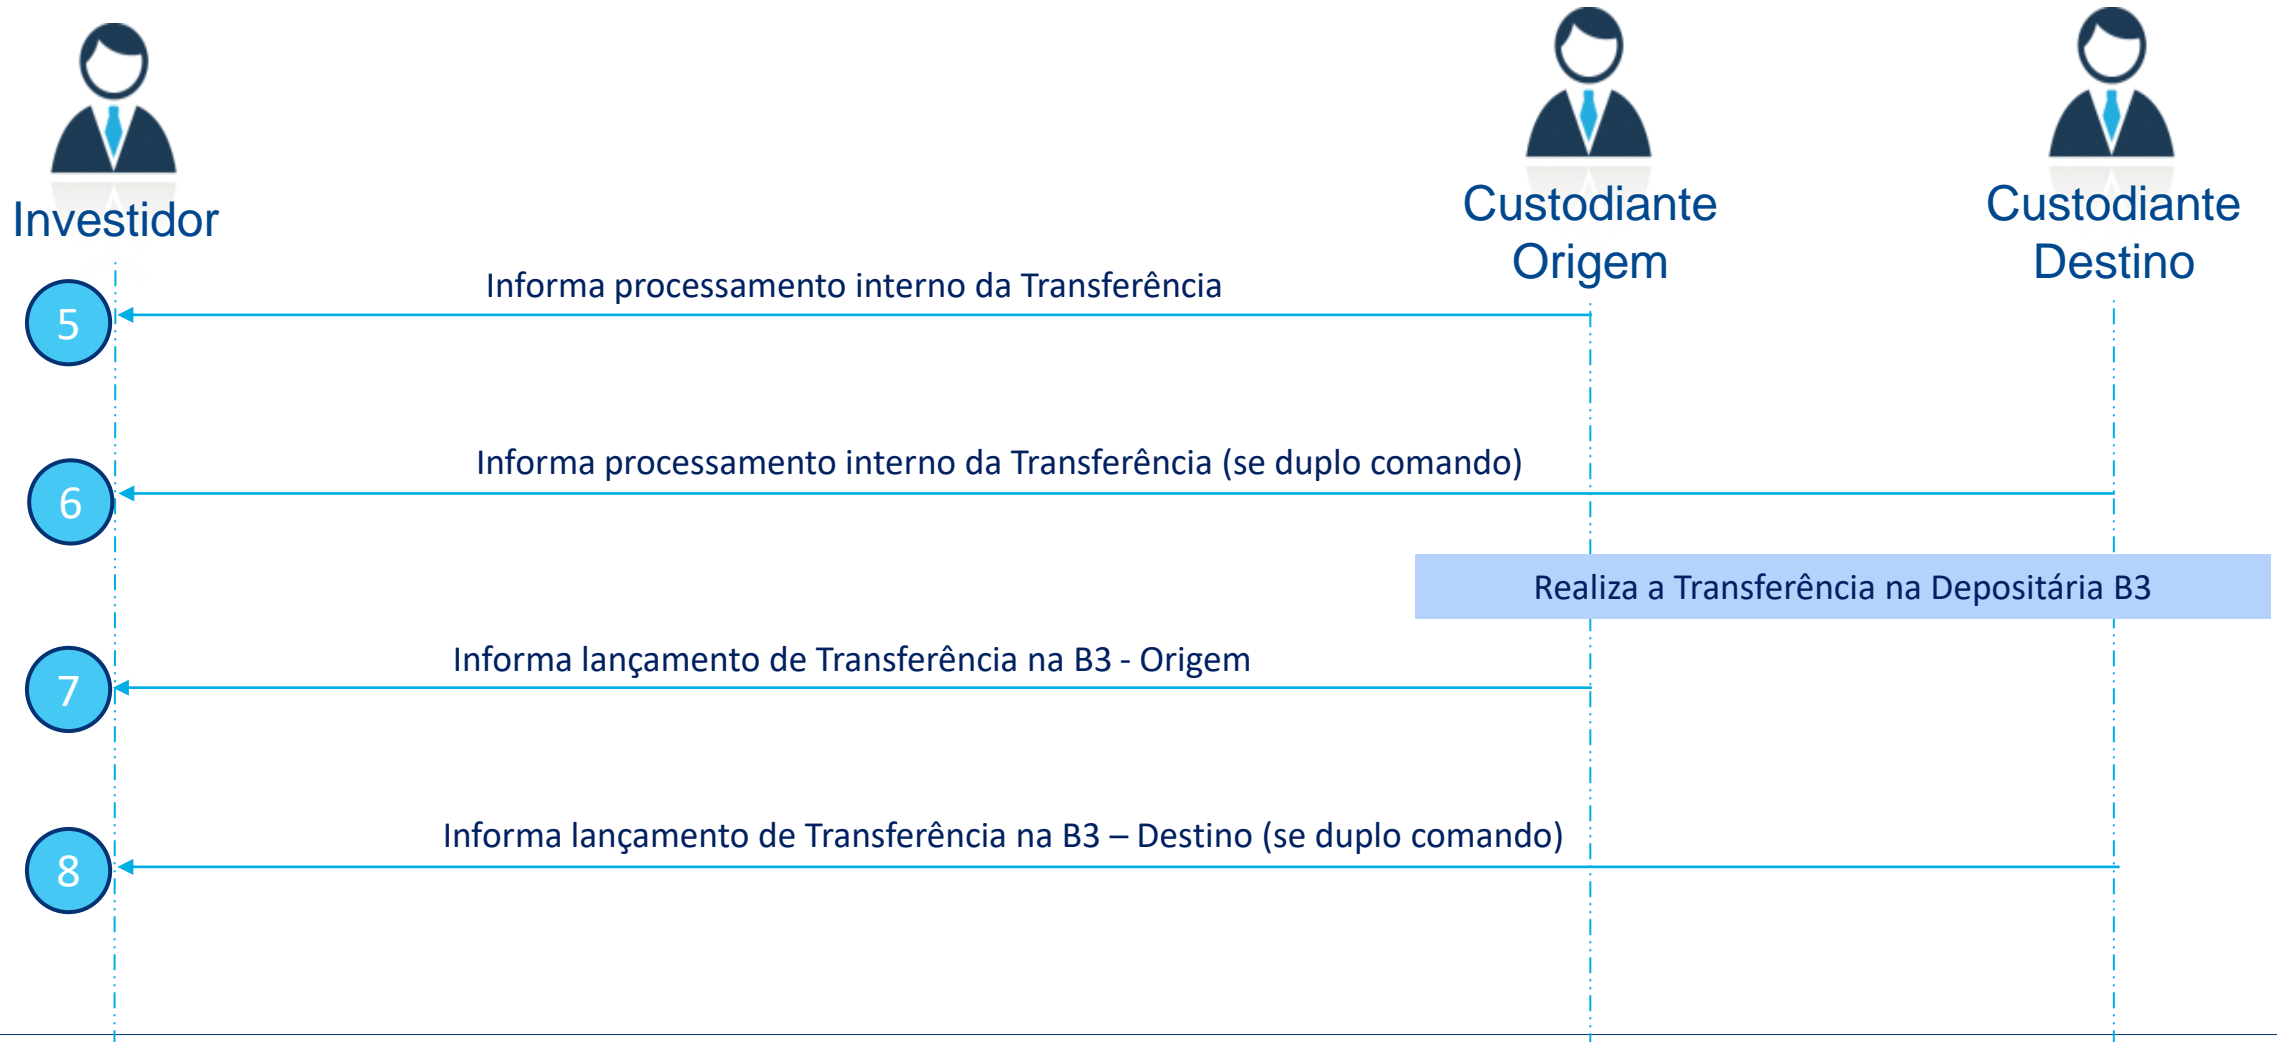 Investidor
Custodiante
Origem
Custodiante
Destino
5
Informa processamento interno da Transferência
6
Informa processamento interno da Transferência (se duplo comando)
Realiza a Transferência na Depositária B3
7
Informa lançamento de Transferência na B3 - Origem
8
Informa lançamento de Transferência na B3 – Destino (se duplo comando)